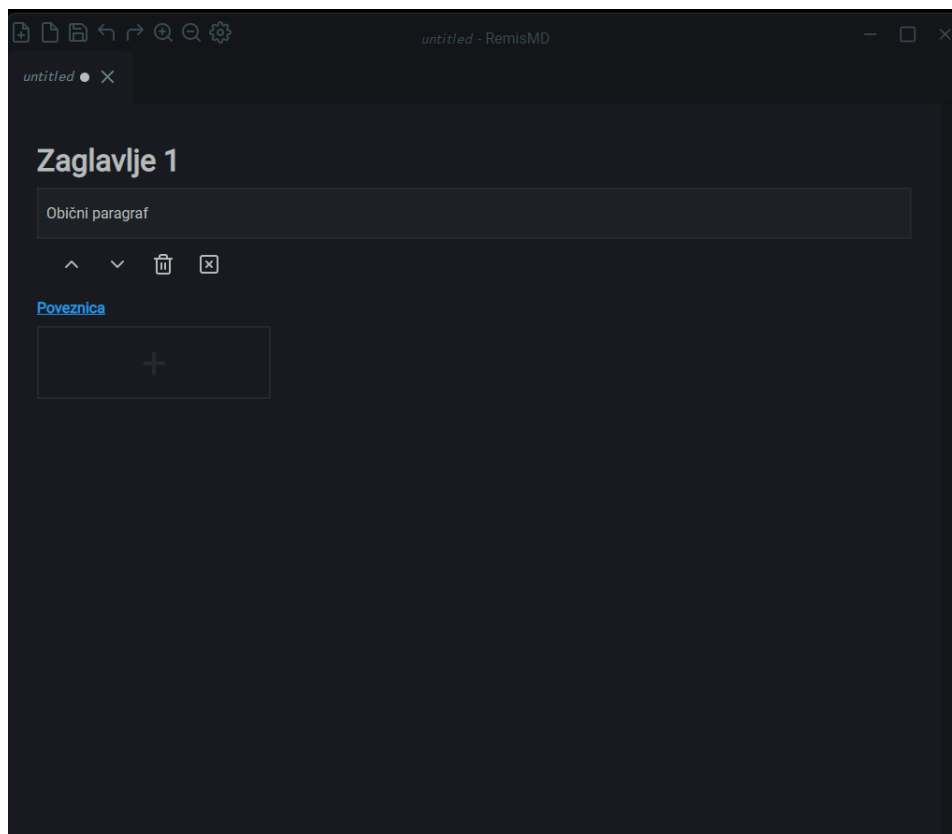 untitled - RemisMD
untitled
Zaglavlje 1
Obični paragraf
Poveznica